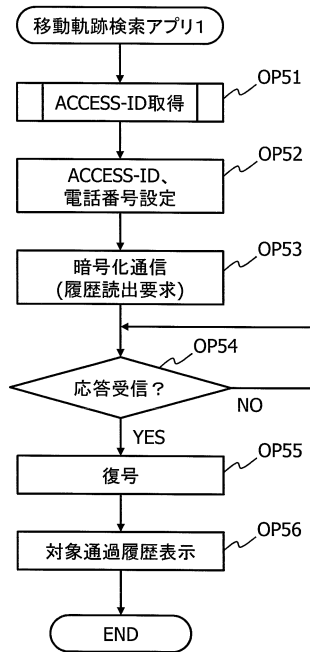 移動軌跡検索アプリ1
OP51
ACCESS-ID取得
OP52
ACCESS-ID、
電話番号設定
OP53
暗号化通信
(履歴読出要求)
OP54
応答受信？
NO
YES
OP55
復号
OP56
対象通過履歴表示
END